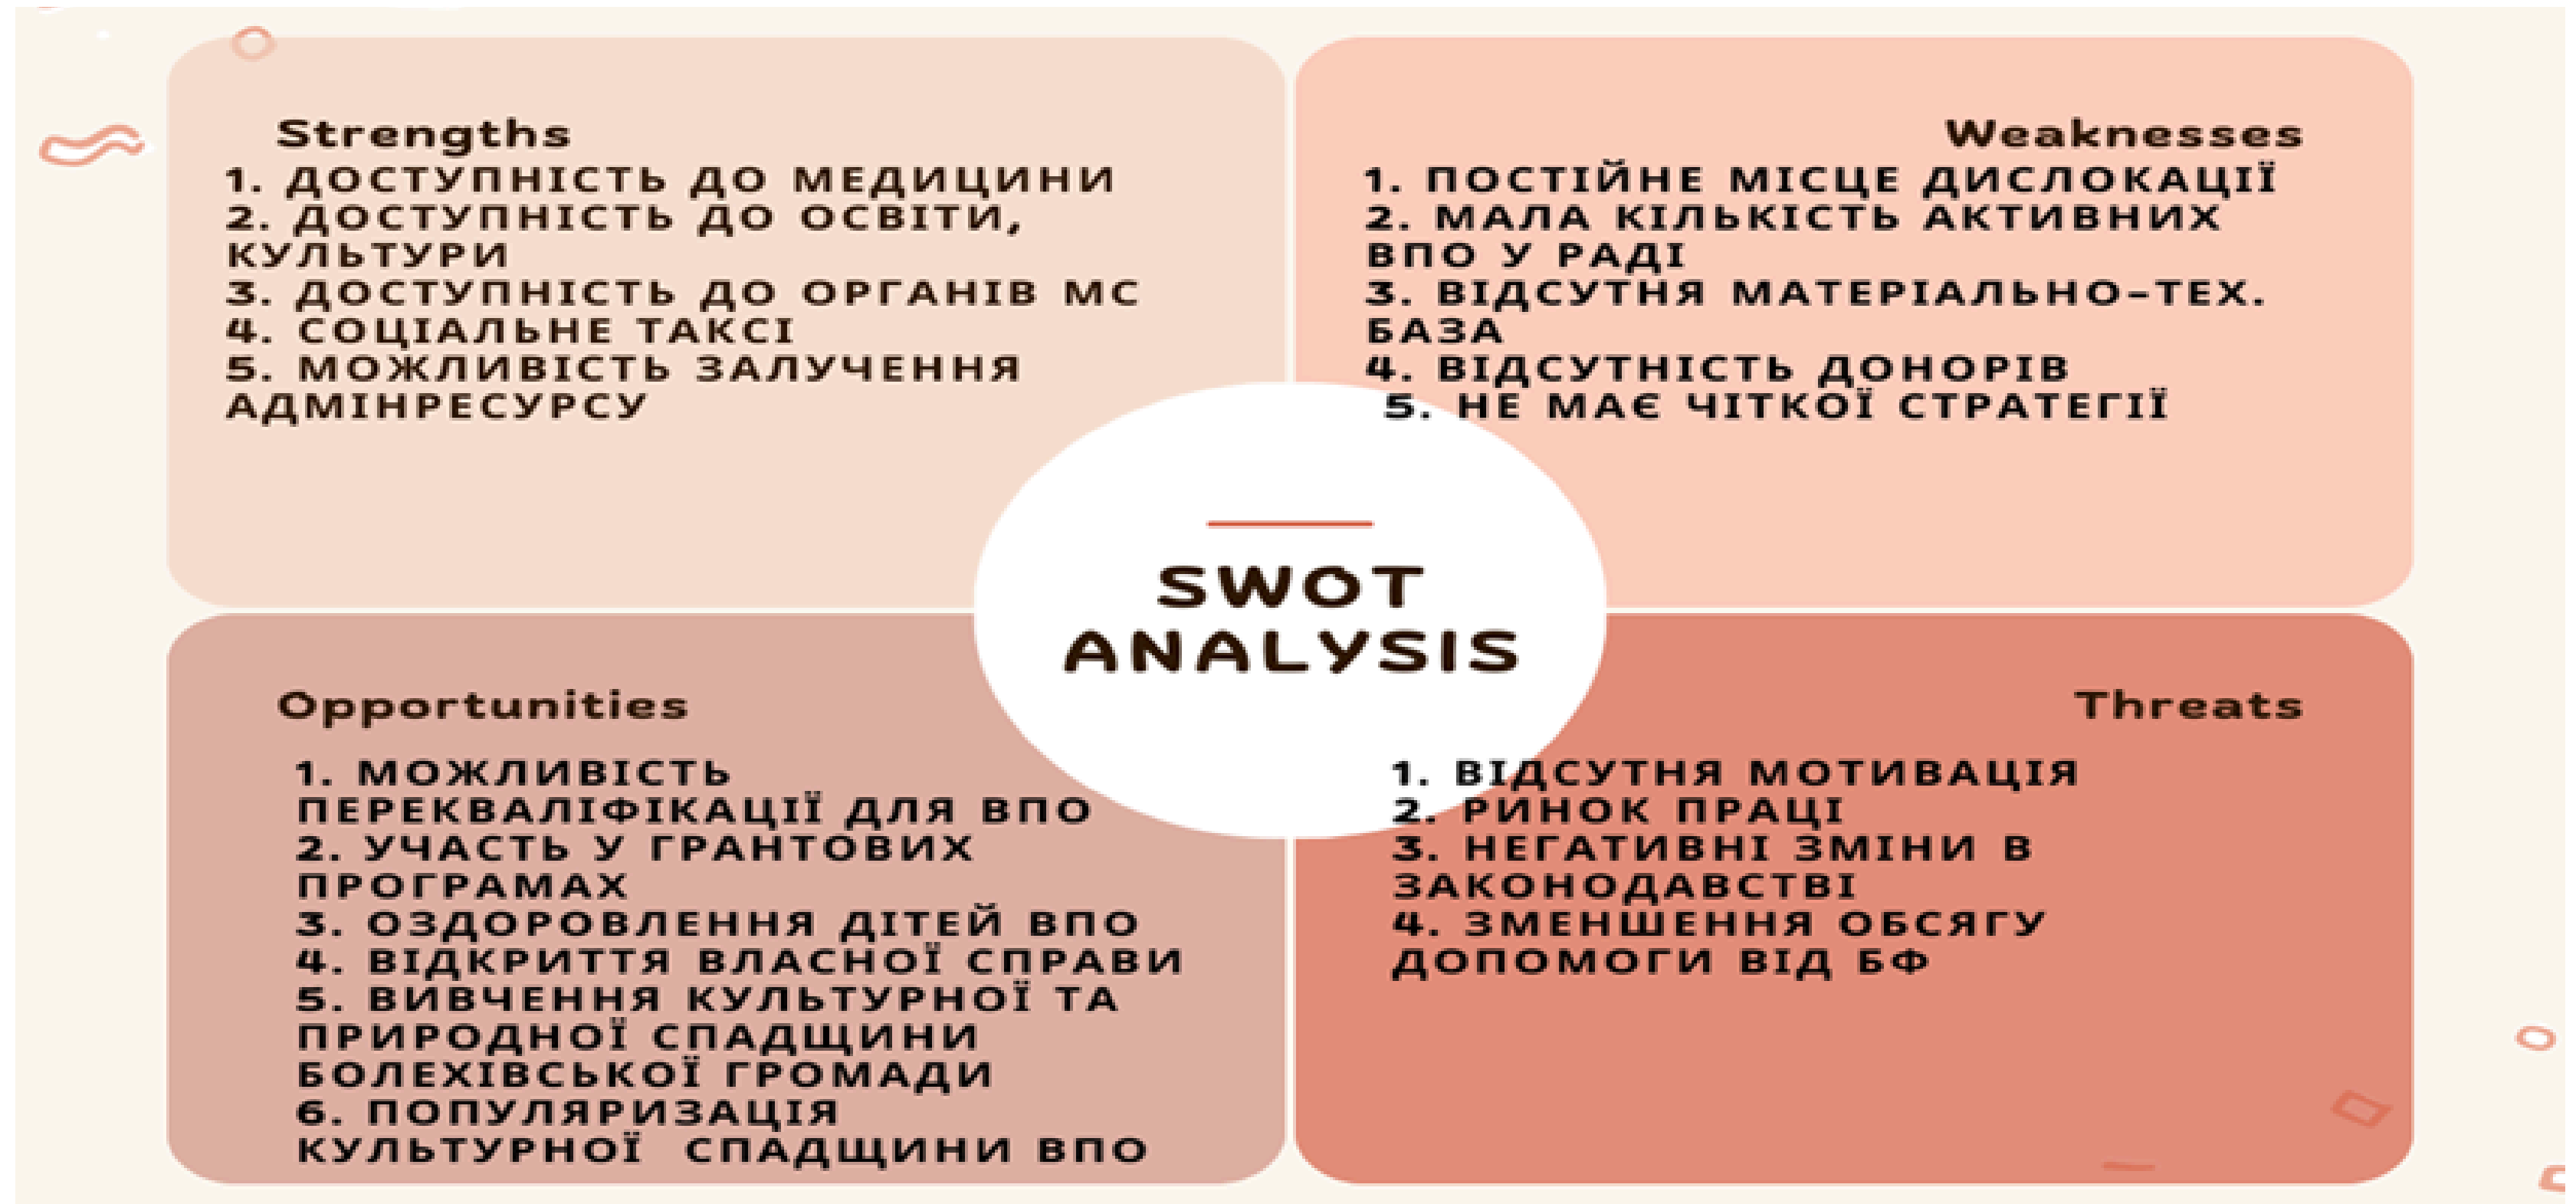 Strengths
1. ДОСТУПНІСТЬ ДО МЕДИЦИНИ
2. ДОСТУПНІСТЬ ДО ОСВІТИ,
КУЛЬТУРИ
3. ДОСТУПНІСТЬ ДО ОРГАНІВ МС
4. СОЦІАЛЬНЕ ТАКСІ
5. МОЖЛИВІСТЬ ЗАЛУЧЕННЯ
АДМІНРЕСУРСУ
Weaknesses
1. ПОСТІЙНЕ МІСЦЕ ДИСЛОКАЦІЇ
2. МАЛА КІЛЬКІСТЬ АКТИВНИХ
ВПО У РАДІ
3. ВІДСУТНЯ МАТЕРІАЛЬНО-ТЕХ.
БАЗА
4. ВІДСУТНІСТЬ ДОНОРІВ
5. НЕ МАЄ ЧІТКОЇ СТРАТЕГІЇ
SWOT
ANALYSIS
Opportunities
1. МОЖЛИВІСТЬ
ПЕРЕКВАЛІФІКАЦІЇ ДЛЯ ВПО
2. УЧАСТЬ У ГРАНТОВИХ
ПРОГРАМАХ
3. ОЗДОРОВЛЕННЯ ДІТЕЙ ВПО
4. ВІДКРИТТЯ ВЛАСНОЇ СПРАВИ
5. ВИВЧЕННЯ КУЛЬТУРНОЇ ТА
ПРИРОДНОЇ СПАДЩИНИ
БОЛЕХІВСЬКОЇ ГРОМАДИ
6. ПОПУЛЯРИЗАЦІЯ
КУЛЬТУРНОЇ СПАДЩИНИ ВПО
Threats
1. ВІДСУТНЯ МОТИВАЦІЯ
2. РИНОК ПРАЦІ
3. НЕГАТИВНІ ЗМІНИ В
ЗАКОНОДАВСТВІ
4. ЗМЕНШЕННЯ ОБСЯГУ
ДОПОМОГИ ВІД БФ